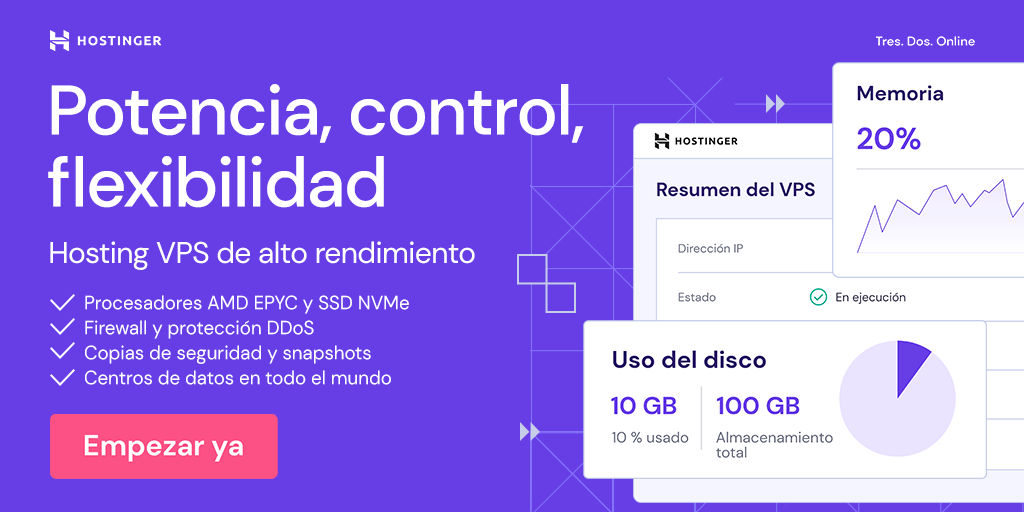 HOSTINGER
Tres. Dos. Online
Potencia, control,
flexibilidad
Hosting VPS de alto rendimiento
Procesadores AMD EPYC y SSD NVMe
Firewall y protección DDoS
Copias de seguridad y snapshots
Centros de datos en todo el mundo
Empezar ya
Memoria
20%
HOSTINGER
Resumen del VPS
Dirección IP
Estado
En ejecución
Uso del disco
10 GB
10 % usado
100 GB
Almacenamiento
total